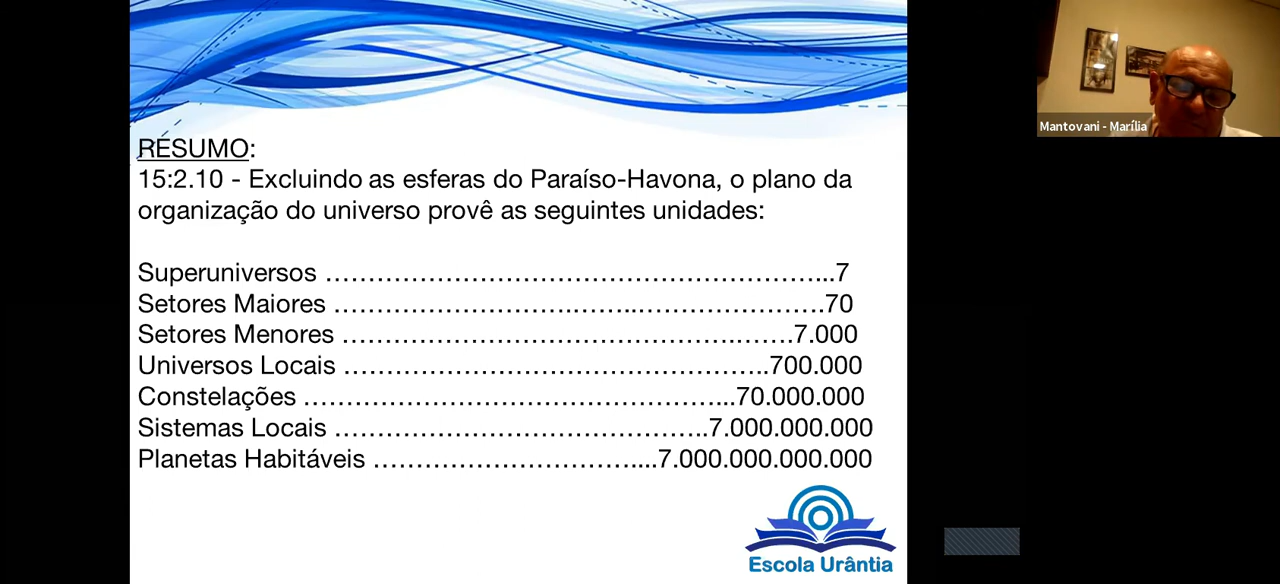 RESUMO:
15:2.10 - Excluindo as esferas do Paraíso-Havona, o plano da
organização do universo provê as seguintes unidades:
Superuniversos …………………………………………………...7
Setores Maiores ……………………….……...…………………….70
Setores Menores ………………………………………….…….7.000
Universos Locais …………………………………………..700.000
Constelações …………………………………………...70.000.000
Sistemas Locais ……………………………………..7.000.000.000
Planetas Habitáveis …………………………....7.000.000.000.000
Escola Urântia
Mantovani - Marília